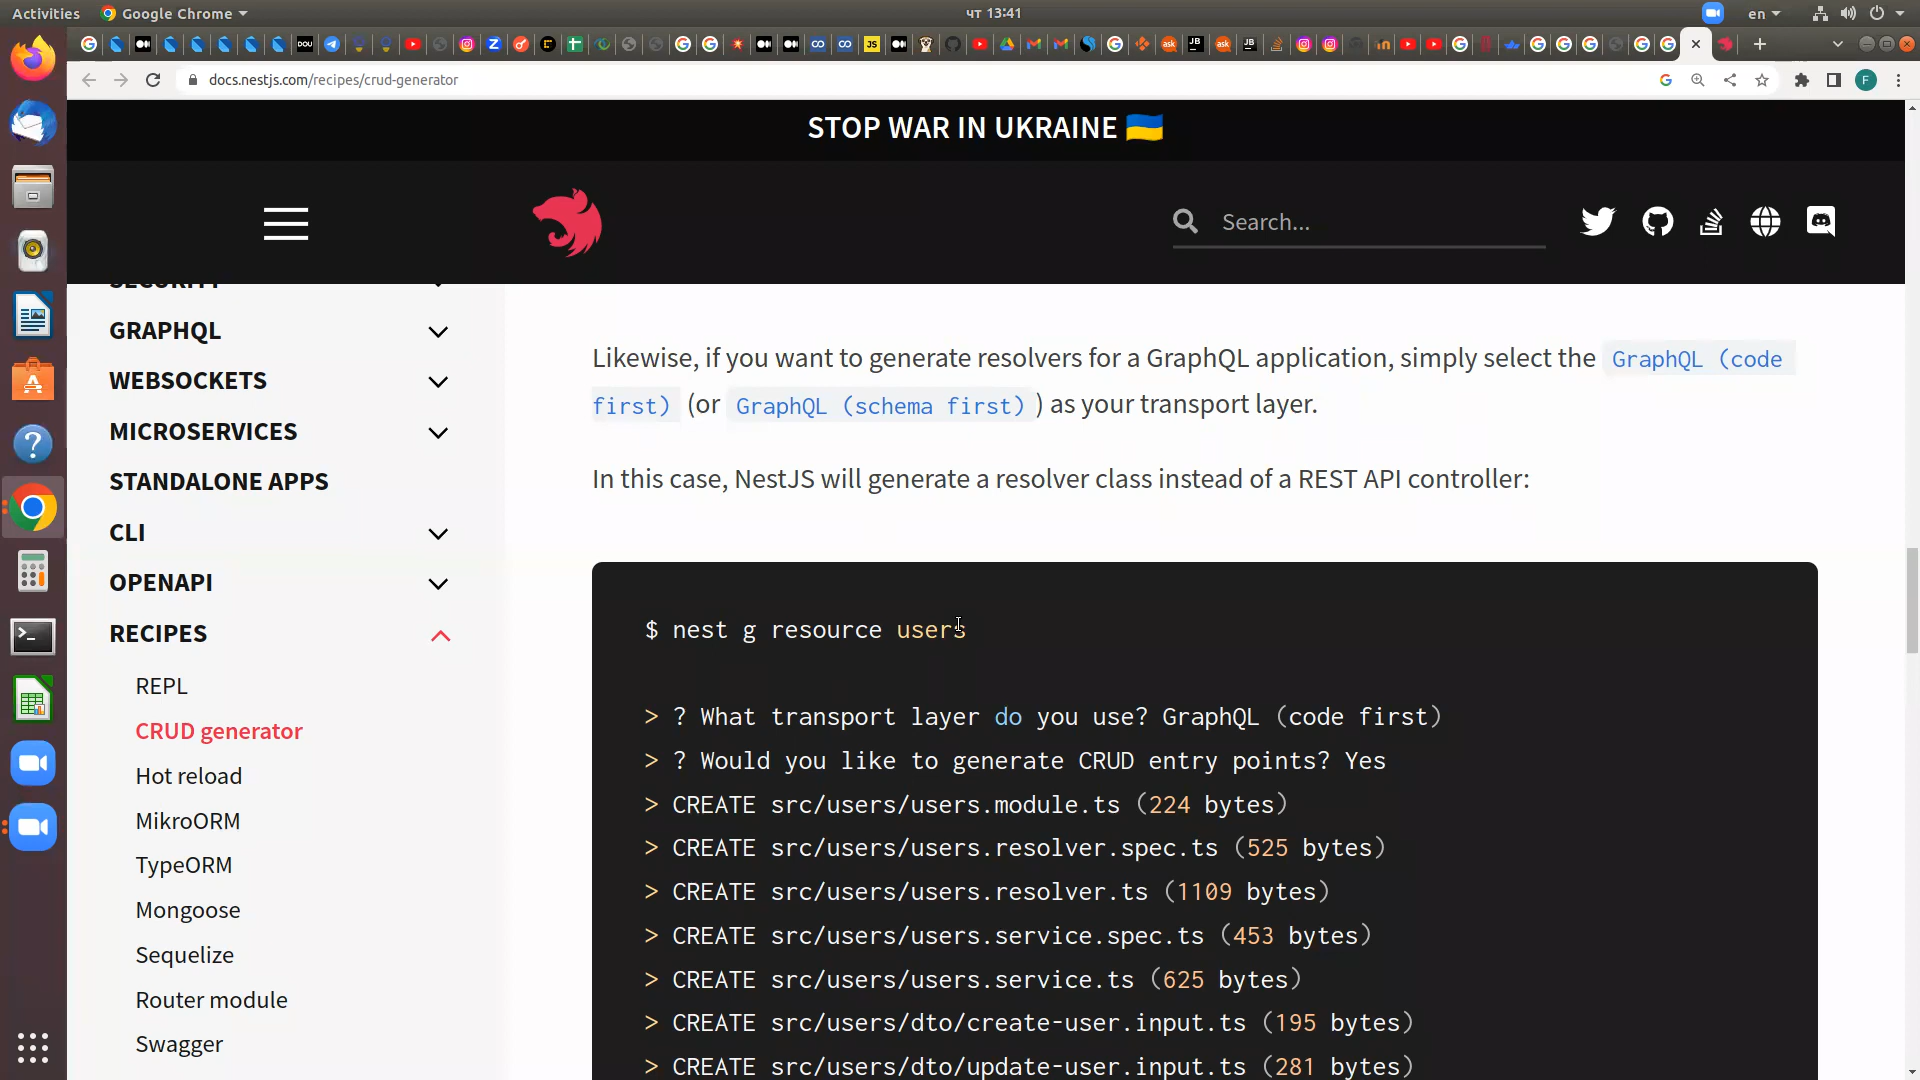 Activities
Google Chrome
чт 13:41
en
docs.nestjs.com/recipes/crud-generator
F
STOP WAR IN UKRAINE 🇺🇦
Search...
SECURITY
GRAPHQL
WEBSOCKETS
MICROSERVICES
STANDALONE APPS
CLI
OPENAPI
RECIPES
REPL
CRUD generator
Hot reload
MikroORM
TypeORM
Mongoose
Sequelize
Router module
Swagger
Likewise, if you want to generate resolvers for a GraphQL application, simply select the GraphQL (code
first) (or GraphQL (schema first) ) as your transport layer.
In this case, NestJS will generate a resolver class instead of a REST API controller:
$ nest g resource users
> ? What transport layer do you use? GraphQL (code first)
> ? Would you like to generate CRUD entry points? Yes
> CREATE src/users/users.module.ts (224 bytes)
> CREATE src/users/users.resolver.spec.ts (525 bytes)
> CREATE src/users/users.resolver.ts (1109 bytes)
> CREATE src/users/users.service.spec.ts (453 bytes)
> CREATE src/users/users.service.ts (625 bytes)
> CREATE src/users/dto/create-user.input.ts (195 bytes)
> CREATE src/users/dto/update-user.input.ts (281 bytes)